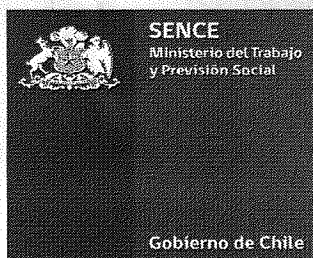 SENCE
Ministerio del Trabajo
y Previsión Social
Gobierno de Chile